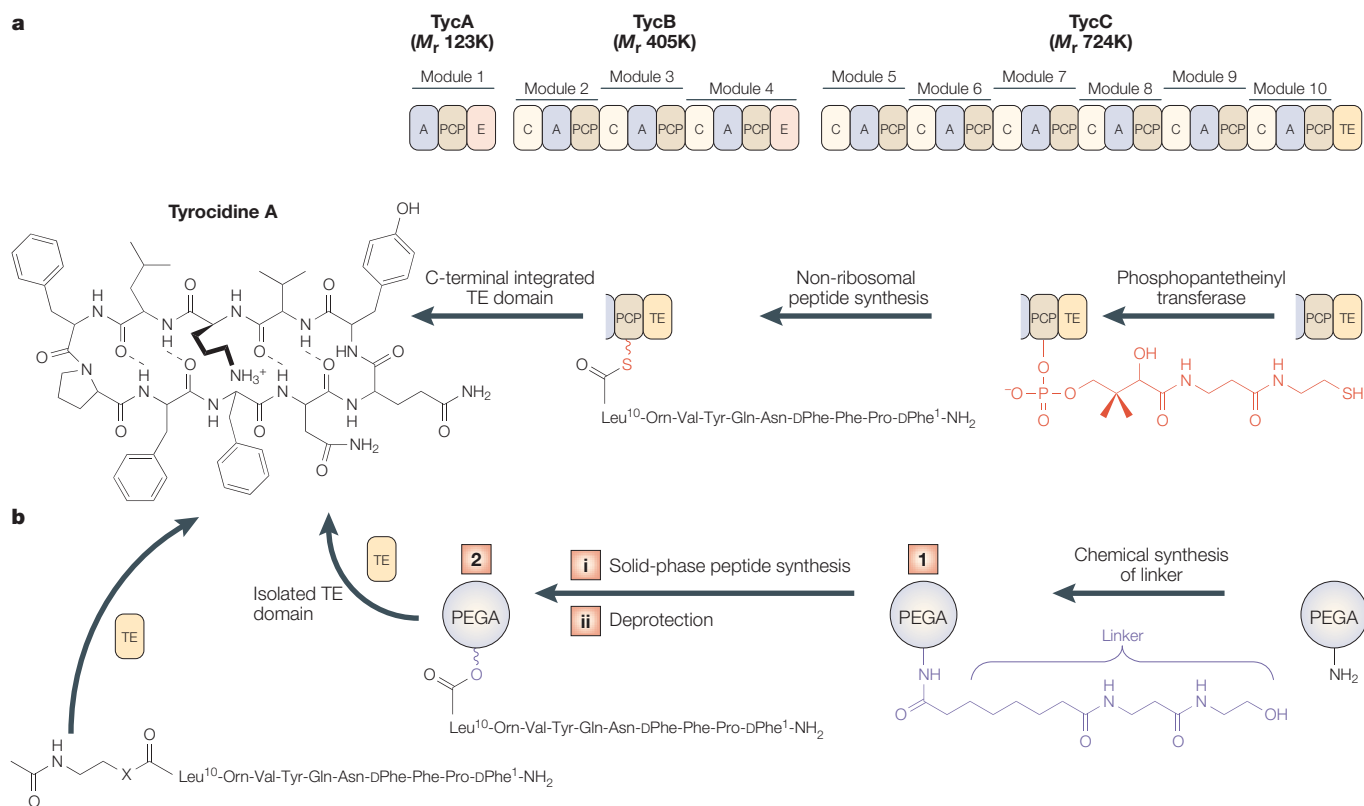 a
TycA
(Mr 123K)
TycB
(Mr 405K)
TycC
(Mr 724K)
Module 1
Module 2
Module 3
Module 4
Module 5
Module 6
Module 7
Module 8
Module 9
Module 10
A PCP E
C A PCP C A PCP C A PCP E
C A PCP C A PCP C A PCP C A PCP C A PCP C A PCP TE
Tyrocidine A
OH
O
H
N
O
H
N
O
H
N
O
H
N
O
NH
O
N
O
H
N
O
H
N
O
H
N
O
H
N
O
NH3+
NH2
O
NH2
O
C-terminal integrated
TE domain
PCP TE
S
O
Leu10-Orn-Val-Tyr-Gln-Asn-DPhe-Phe-Pro-DPhe1-NH2
Non-ribosomal
peptide synthesis
Phosphopantetheinyl
transferase
PCP TE
PCP TE
O
−O P O
O
OH
O
H
N
O
H
N
SH
b
TE
Isolated TE
domain
TE
2
PEGA
O
O
Leu10-Orn-Val-Tyr-Gln-Asn-DPhe-Phe-Pro-DPhe1-NH2
i Solid-phase peptide synthesis
ii Deprotection
1
PEGA
NH
O
Linker
H
N
O
H
N
O
OH
Chemical synthesis
of linker
PEGA
NH2
H
N
O
X
O
Leu10-Orn-Val-Tyr-Gln-Asn-DPhe-Phe-Pro-DPhe1-NH2